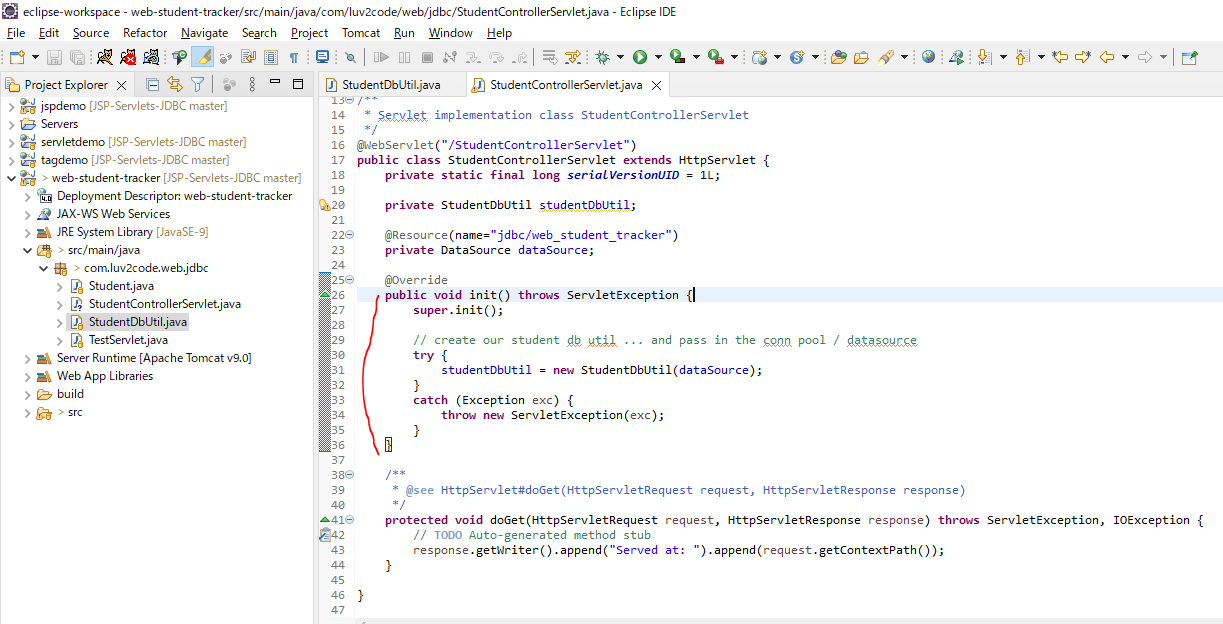 eclipse-workspace - web-student-tracker/src/main/java/com/luv2code/web/jdbc/StudentControllerServlet.java - Eclipse IDE
File Edit Source Refactor Navigate Search Project Tomcat Run Window Help
Project Explorer
jspdemo [JSP-Servlets-JDBC master]
Servers
servletdemo [JSP-Servlets-JDBC master]
tagdemo [JSP-Servlets-JDBC master]
> web-student-tracker [JSP-Servlets-JDBC master]
Deployment Descriptor: web-student-tracker
JAX-WS Web Services
JRE System Library [JavaSE-9]
> src/main/java
> com.luv2code.web.jdbc
Student.java
StudentControllerServlet.java
StudentDbUtil.java
TestServlet.java
Server Runtime [Apache Tomcat v9.0]
Web App Libraries
build
> src
StudentDbUtil.java StudentControllerServlet.java
13 /**
14 * Servlet implementation class StudentControllerServlet
15 */
16 @WebServlet("/StudentControllerServlet")
17 public class StudentControllerServlet extends HttpServlet {
18 private static final long serialVersionUID = 1L;
19
20 private StudentDbUtil studentDbUtil;
21
22 @Resource(name="jdbc/web_student_tracker")
23 private DataSource dataSource;
24
25 @Override
26 public void init() throws ServletException {
27 super.init();
28
29 // create our student db util ... and pass in the conn pool / datasource
30 try {
31 studentDbUtil = new StudentDbUtil(dataSource);
32 }
33 catch (Exception exc) {
34 throw new ServletException(exc);
35 }
36 }
37
38 /**
39 * @see HttpServlet#doGet(HttpServletRequest request, HttpServletResponse response)
40 */
41 protected void doGet(HttpServletRequest request, HttpServletResponse response) throws ServletException, IOException {
42 // TODO Auto-generated method stub
43 response.getWriter().append("Served at: ").append(request.getContextPath());
44 }
45
46 }
47